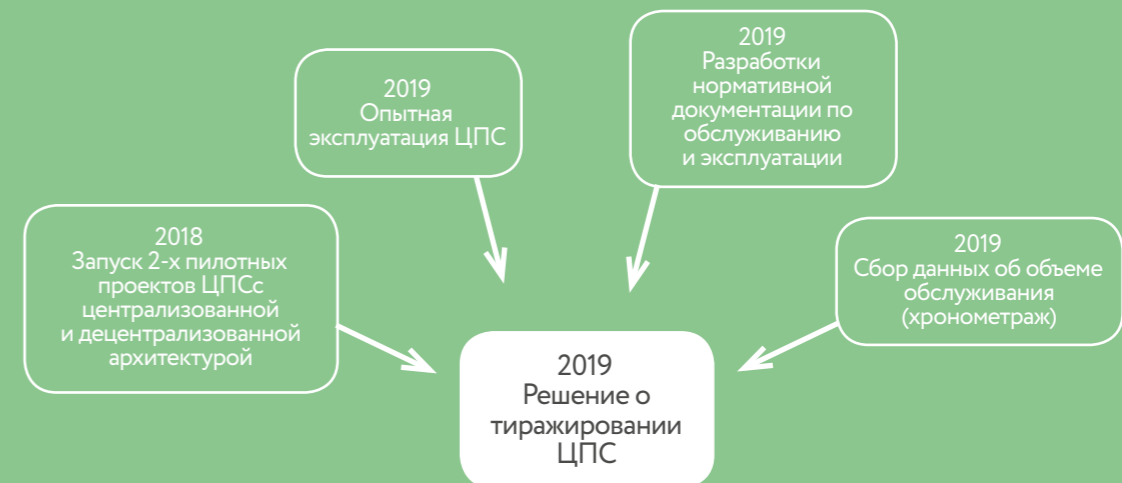 2018
Запуск 2-х пилотных
проектов ЦПСс
централизованной
и децентрализованной
архитектурой
2019
Опытная
эксплуатация ЦПС
2019
Разработки
нормативной
документации по
обслуживанию
и эксплуатации
2019
Сбор данных об объеме
обслуживания
(хронометраж)
2019
Решение о
тиражировании
ЦПС